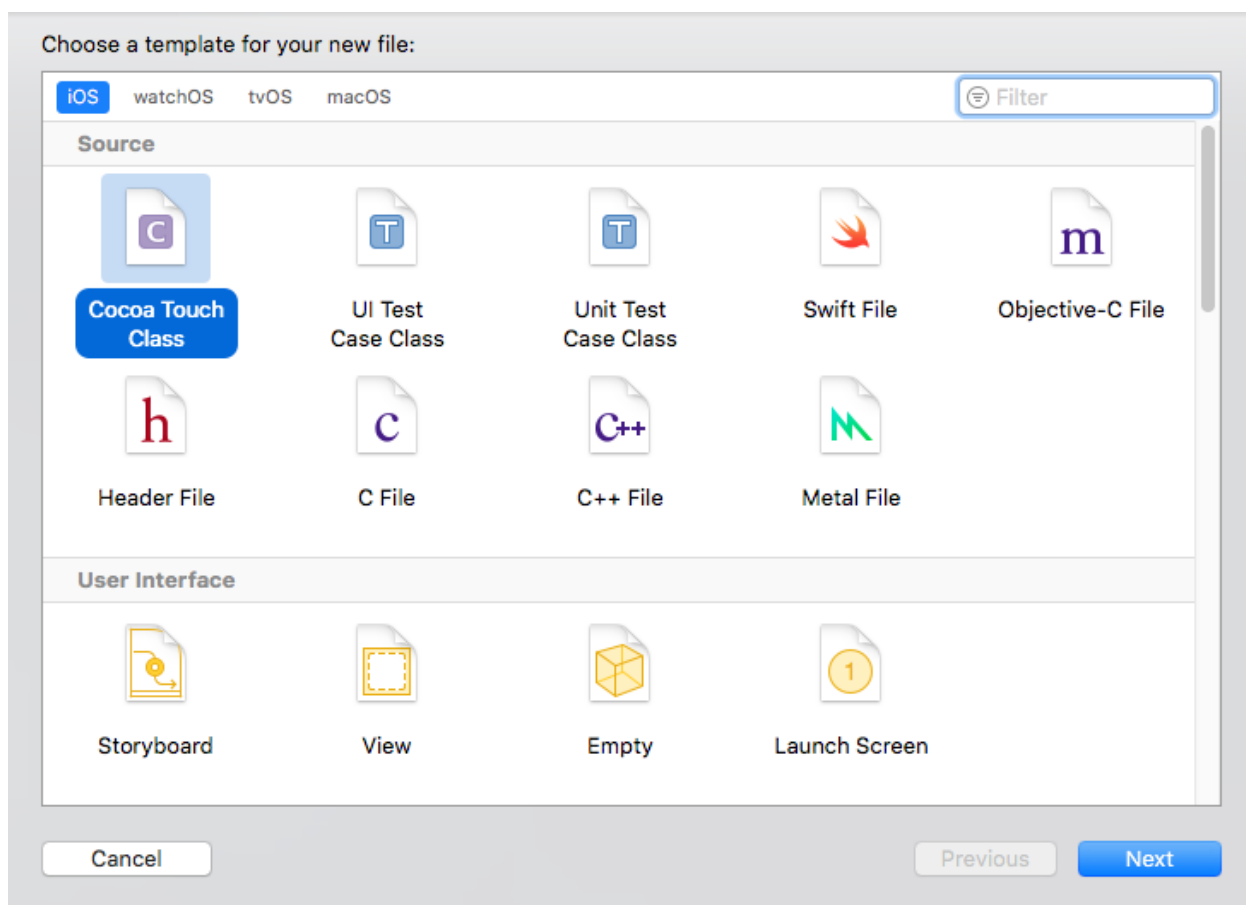 Choose a template for your new file:
iOS watchOS tvOS macOS Filter
Source
C T T m
Cocoa Touch Class
UI Test Case Class
Unit Test Case Class
Swift File
Objective-C File
h c C++
Header File
C File
C++ File
Metal File
User Interface
1
Storyboard
View
Empty
Launch Screen
Cancel Previous Next